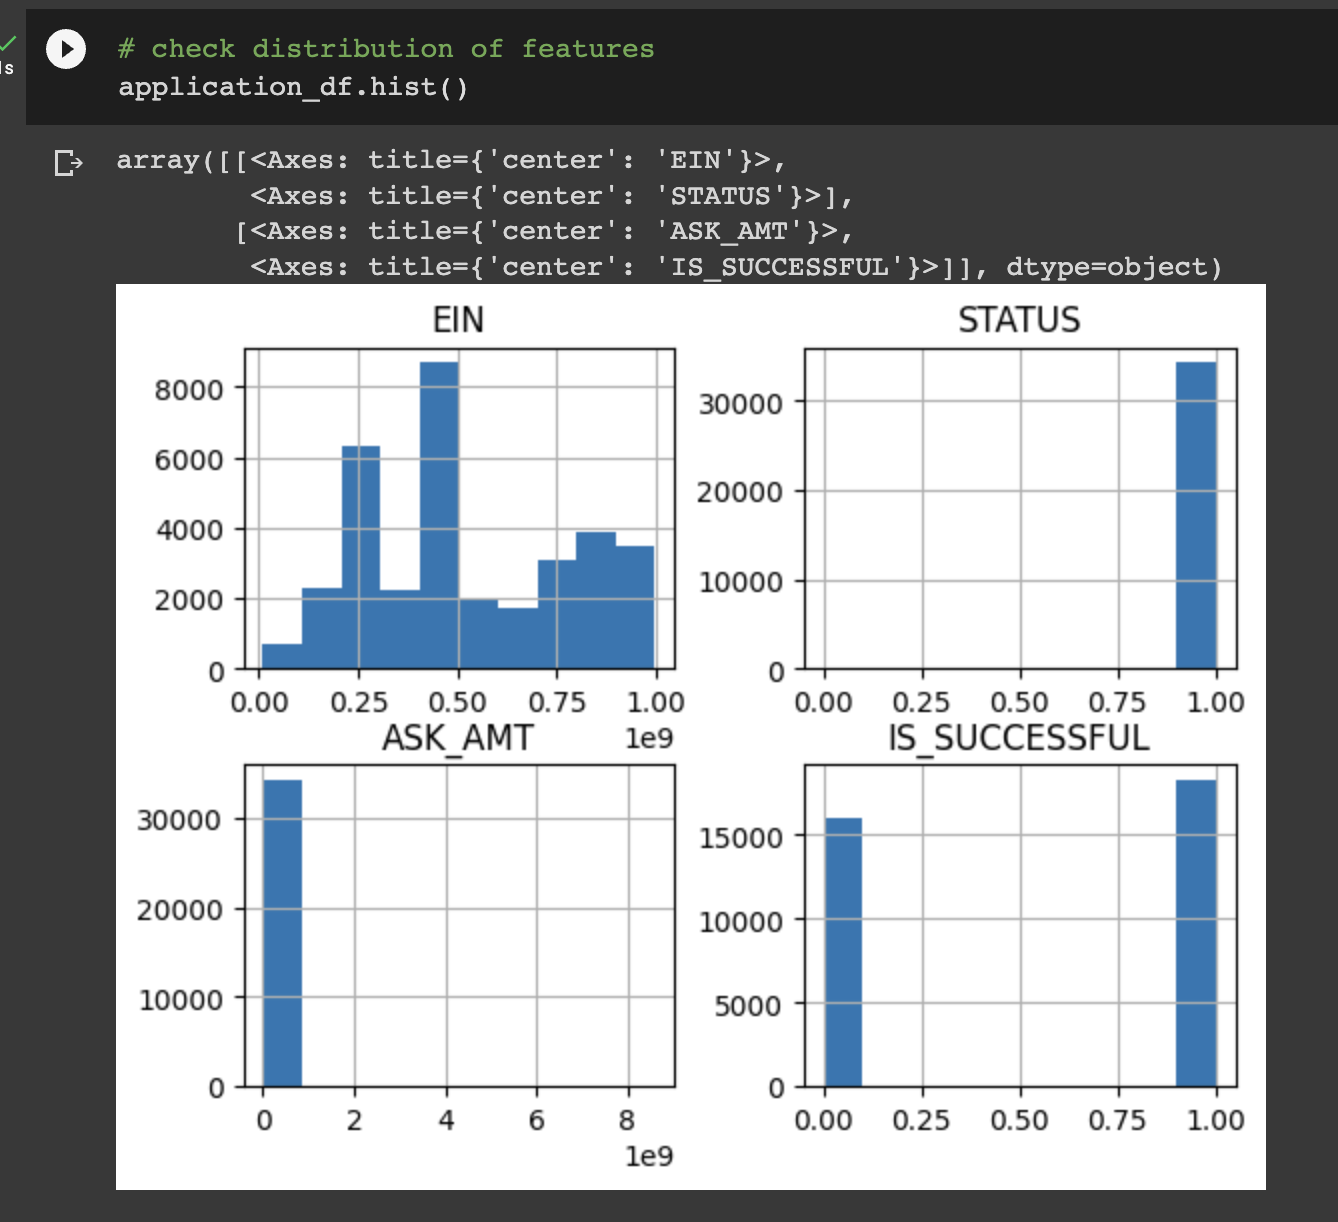 # check distribution of features
application_df.hist()
array([[<Axes: title={'center': 'EIN'}>,
<Axes: title={'center': 'STATUS'}>],
[<Axes: title={'center': 'ASK_AMT'}>,
<Axes: title={'center': 'IS_SUCCESSFUL'}>]], dtype=object)
EIN
8000
6000
4000
2000
0
0.00 0.25 0.50 0.75 1.00
1e9
STATUS
30000
20000
10000
0
0.00 0.25 0.50 0.75 1.00
ASK_AMT
30000
20000
10000
0
0 2 4 6 8
1e9
IS_SUCCESSFUL
15000
10000
5000
0
0.00 0.25 0.50 0.75 1.00